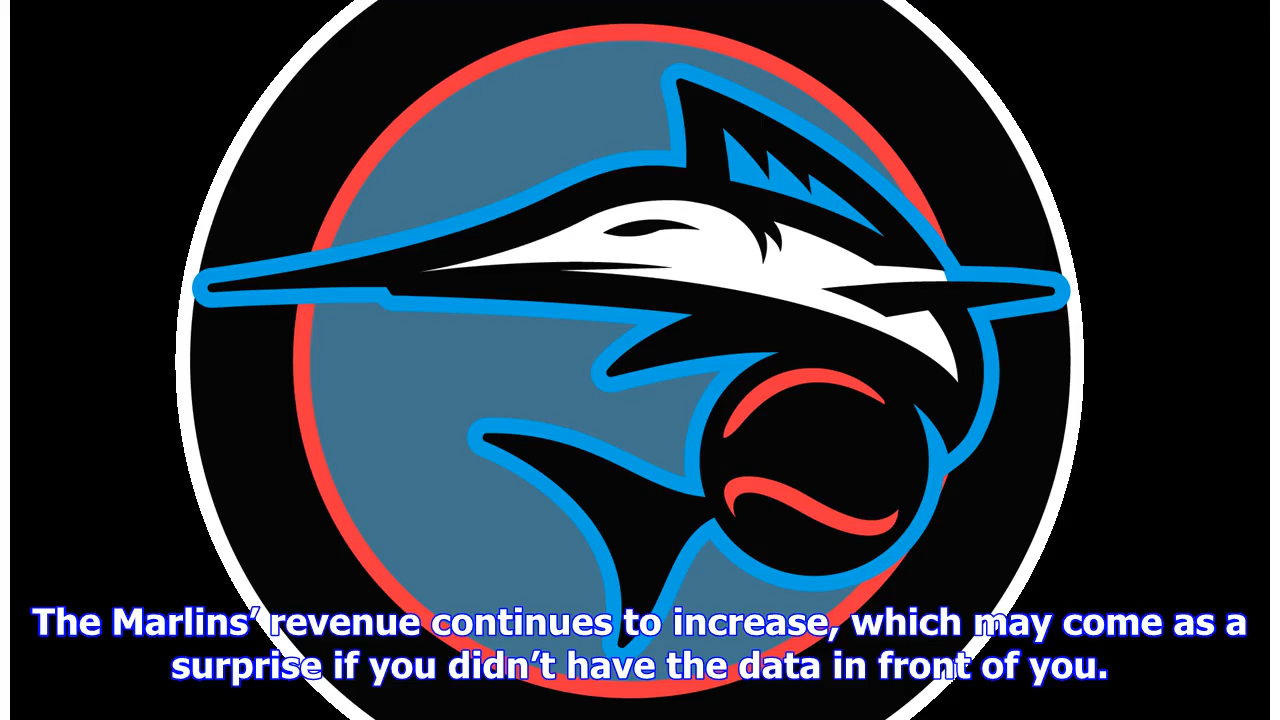 The Marlins’ revenue continues to increase, which may come as a
surprise if you didn’t have the data in front of you.